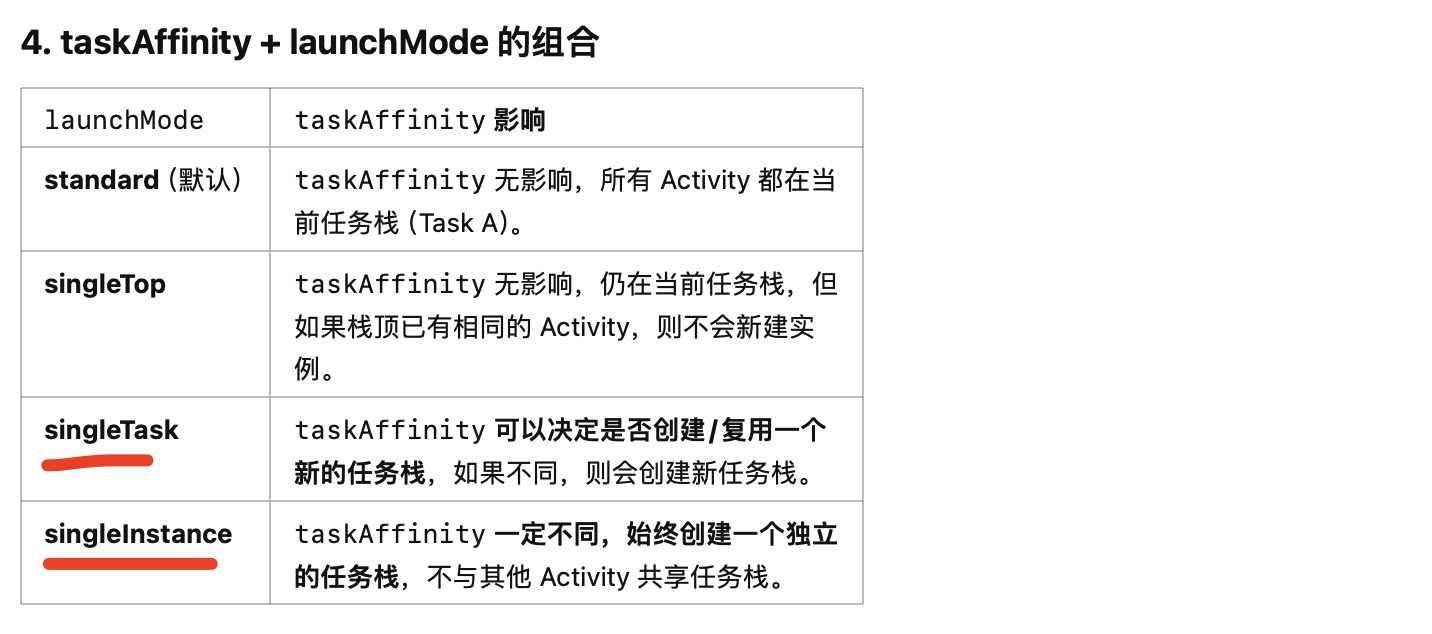 4. taskAffinity + launchMode 的组合
launchMode
taskAffinity 影响
standard (默认)
taskAffinity 无影响，所有 Activity 都在当
前任务栈 (Task A)。
singleTop
taskAffinity 无影响，仍在当前任务栈，但
如果栈顶已有相同的 Activity，则不会新建实
例。
singleTask
taskAffinity 可以决定是否创建/复用一个
新的任务栈，如果不同，则会创建新任务栈。
singleInstance
taskAffinity 一定不同，始终创建一个独立
的任务栈，不与其他 Activity 共享任务栈。